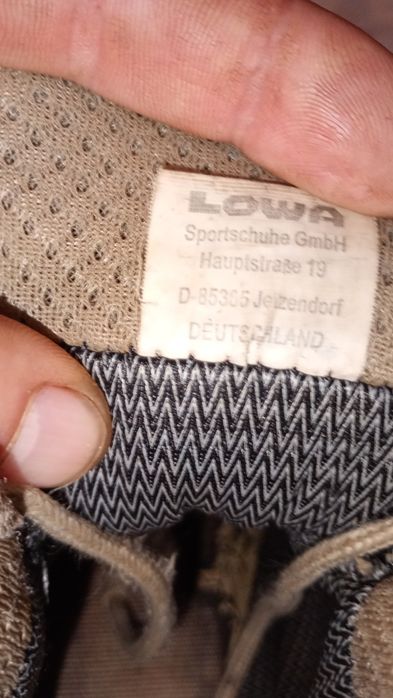 LOWA
Sportschuhe GmbH
Hauptstraße 19
D-85305 Jetzendorf
DEUTSCHLAND